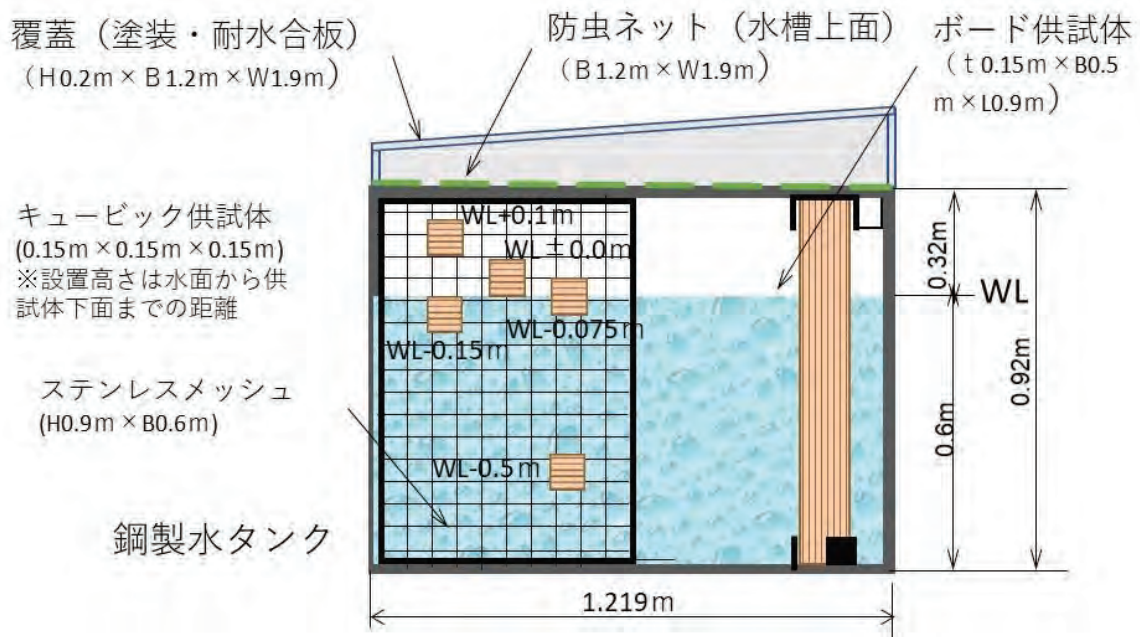 覆蓋（塗装・耐水合板）
（H0.2m×B1.2m×W1.9m）
防虫ネット（水槽上面）
（B1.2m×W1.9m）
ボード供試体
（t0.15m×B0.5
m×L0.9m）
キュービック供試体
(0.15m×0.15m×0.15m)
※設置高さは水面から供
試体下面までの距離
WL+0.1m
WL±0.0m
WL-0.075m
WL-0.15m
WL-0.5m
ステンレスメッシュ
(H0.9m×B0.6m)
鋼製水タンク
0.32m
WL
0.6m
0.92m
1.219m